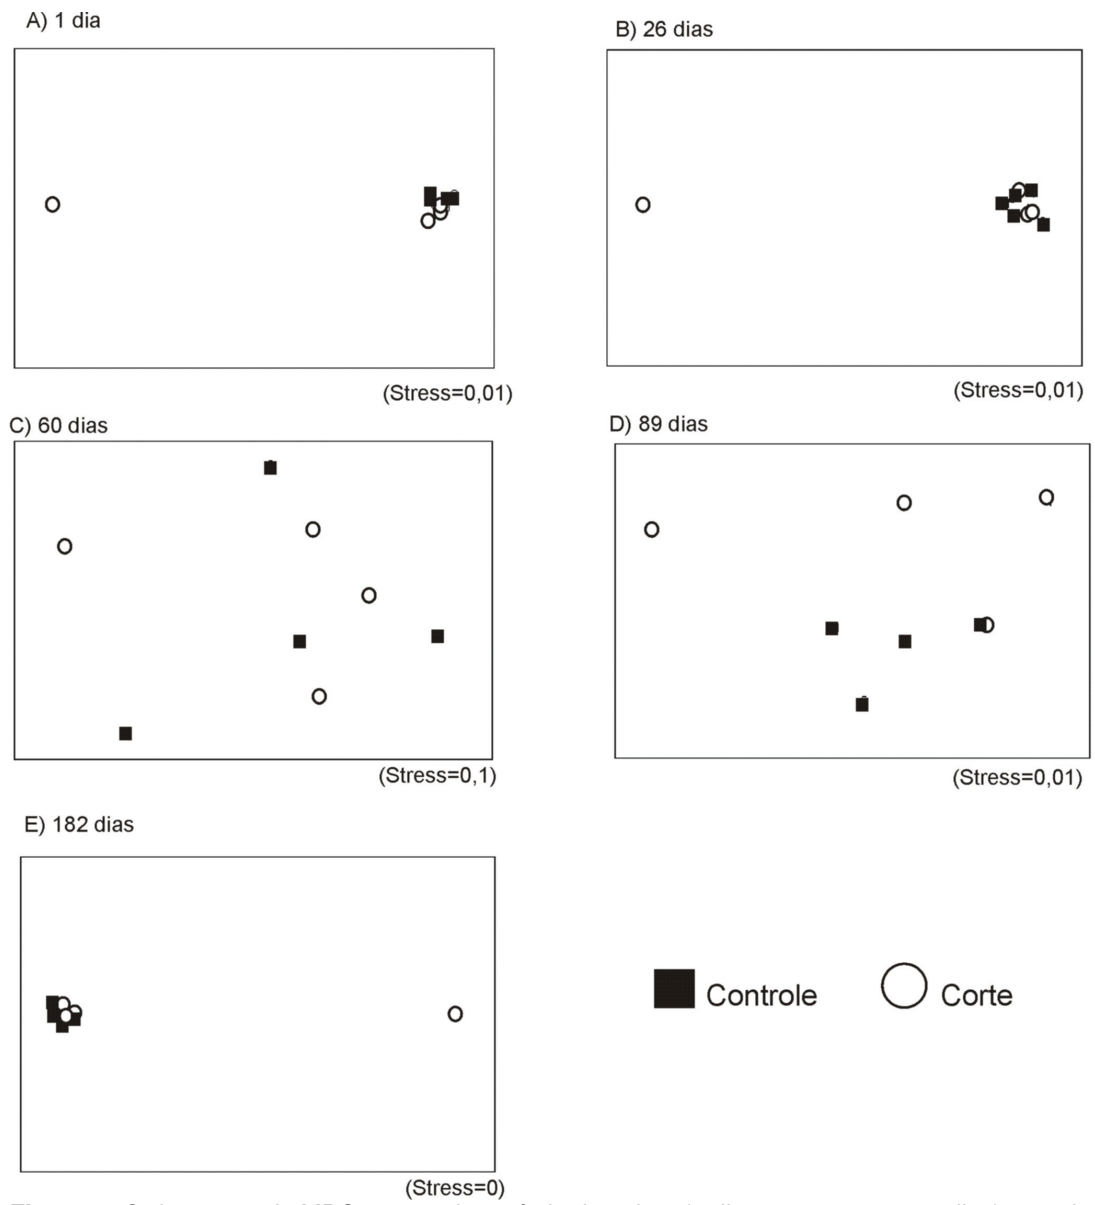 A) 1 dia
B) 26 dias
(Stress=0,01)
(Stress=0,01)
C) 60 dias
D) 89 dias
(Stress=0,1)
(Stress=0,01)
E) 182 dias
Controle
Corte
(Stress=0)